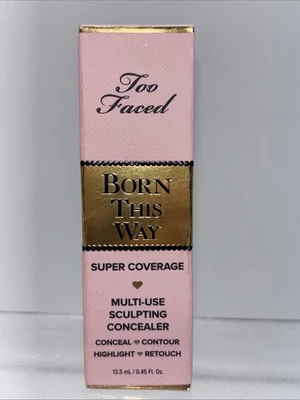 Too
Faced
BORN
THIS
WAY
SUPER COVERAGE
MULTI-USE
SCULPTING
CONCEALER
CONCEAL ♥ CONTOUR
HIGHLIGHT ♥ RETOUCH
13.5 mL / 0.45 Fl. Oz.